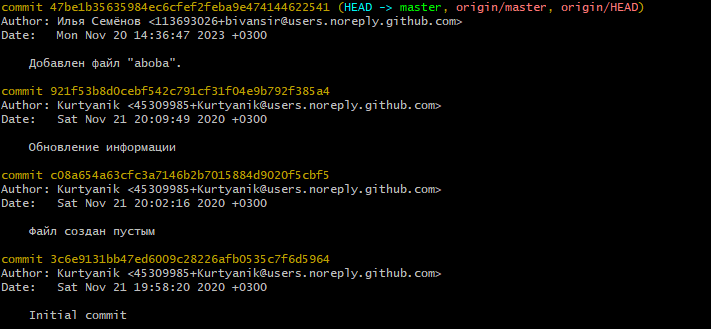 commit 47be1b35635984ec6cfef2feba9e474144622541 (HEAD -> master, origin/master, origin/HEAD)
Author: Илья Семёнов <113693026+bivansir@users.noreply.github.com>
Date:   Mon Nov 20 14:36:47 2023 +0300
Добавлен файл "aboba".
commit 921f53b8d0cebf542c791cf31f04e9b792f385a4
Author: Kurtyanik <45309985+Kurtyanik@users.noreply.github.com>
Date:   Sat Nov 21 20:09:49 2020 +0300
Обновление информации
commit c08a654a63cfc3a7146b2b7015884d9020f5cbf5
Author: Kurtyanik <45309985+Kurtyanik@users.noreply.github.com>
Date:   Sat Nov 21 20:02:16 2020 +0300
Файл создан пустым
commit 3c6e9131bb47ed6009c28226afb0535c7f6d5964
Author: Kurtyanik <45309985+Kurtyanik@users.noreply.github.com>
Date:   Sat Nov 21 19:58:20 2020 +0300
Initial commit